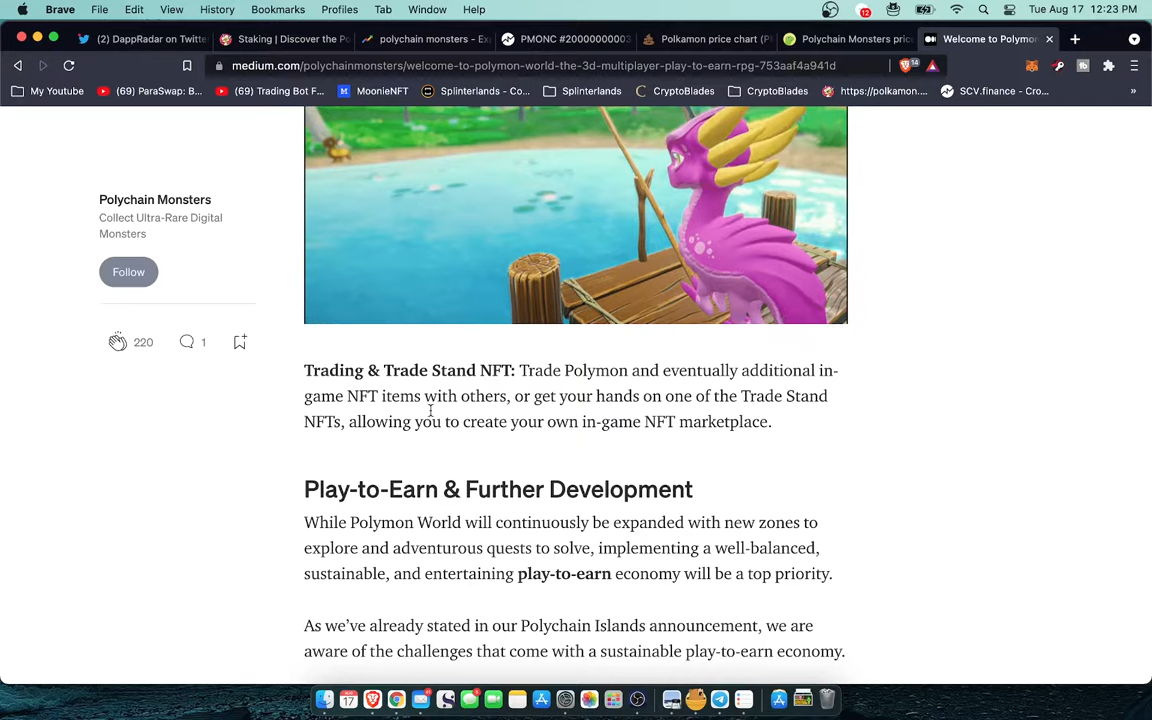 Brave File Edit View History Bookmarks Profiles Tab Window Help 12 Tue Aug 17 12:23 PM
(2) DappRadar on Twitte Staking | Discover the Po polychain monsters - Ex PMONC #20000000003 Polkamon price chart (P Polychain Monsters pric Welcome to Polymon
medium.com/polychainmonsters/welcome-to-polymon-world-the-3d-multiplayer-play-to-earn-rpg-753aaf4a941d 14
My Youtube (69) ParaSwap: B... (69) Trading Bot F... MoonieNFT Splinterlands - Co... Splinterlands CryptoBlades CryptoBlades https://polkamon.... SCV.finance - Cro... »
Polychain Monsters
Collect Ultra-Rare Digital
Monsters
Follow
220 1
Trading & Trade Stand NFT: Trade Polymon and eventually additional in-
game NFT items with others, or get your hands on one of the Trade Stand
NFTs, allowing you to create your own in-game NFT marketplace.
Play-to-Earn & Further Development
While Polymon World will continuously be expanded with new zones to
explore and adventurous quests to solve, implementing a well-balanced,
sustainable, and entertaining play-to-earn economy will be a top priority.
As we've already stated in our Polychain Islands announcement, we are
aware of the challenges that come with a sustainable play-to-earn economy.
17